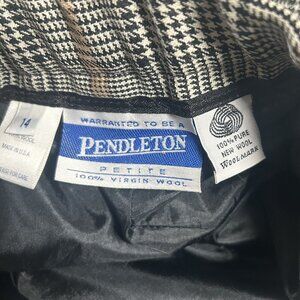 14
MADE IN U.S.A.
WARRANTED TO BE A
PENDLETON
PETITE
100% VIRGIN WOOL
100% PURE
NEW WOOL
WOOLMARK